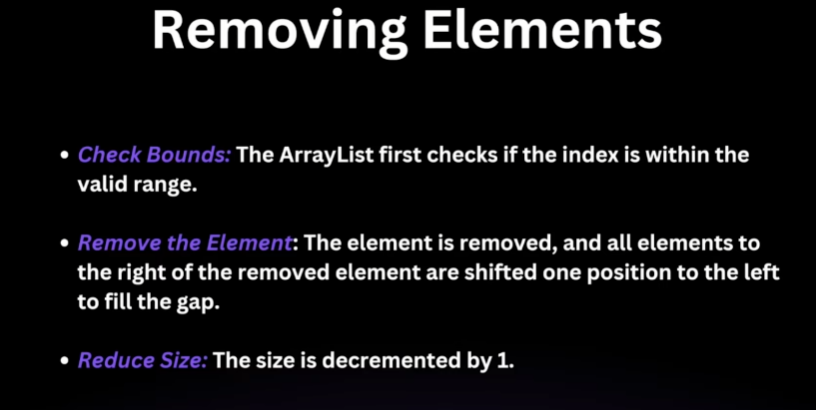 Removing Elements
• Check Bounds: The ArrayList first checks if the index is within the
valid range.
• Remove the Element: The element is removed, and all elements to
the right of the removed element are shifted one position to the left
to fill the gap.
• Reduce Size: The size is decremented by 1.